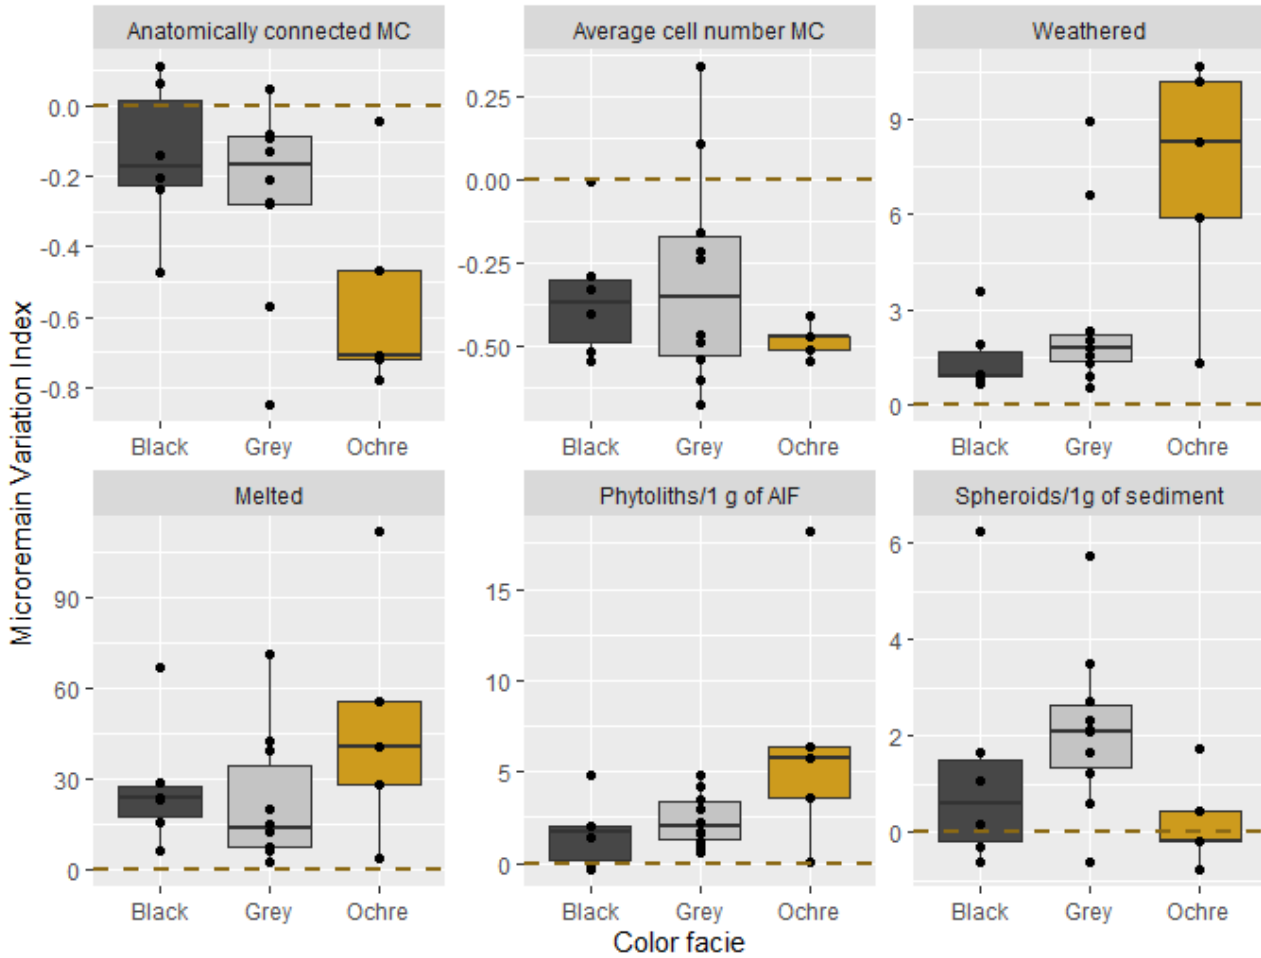 Anatomically connected MC
Average cell number MC
Weathered
0.0
-0.2
-0.4
-0.6
-0.8
0.25
0.00
-0.25
-0.50
9
6
3
0
Black Grey Ochre
Black Grey Ochre
Black Grey Ochre
Melted
Phytoliths/1 g of AIF
Spheroids/1g of sediment
90
60
30
0
15
10
5
0
6
4
2
0
Black Grey Ochre
Black Grey Ochre
Black Grey Ochre
Microremain Variation Index
Color facie